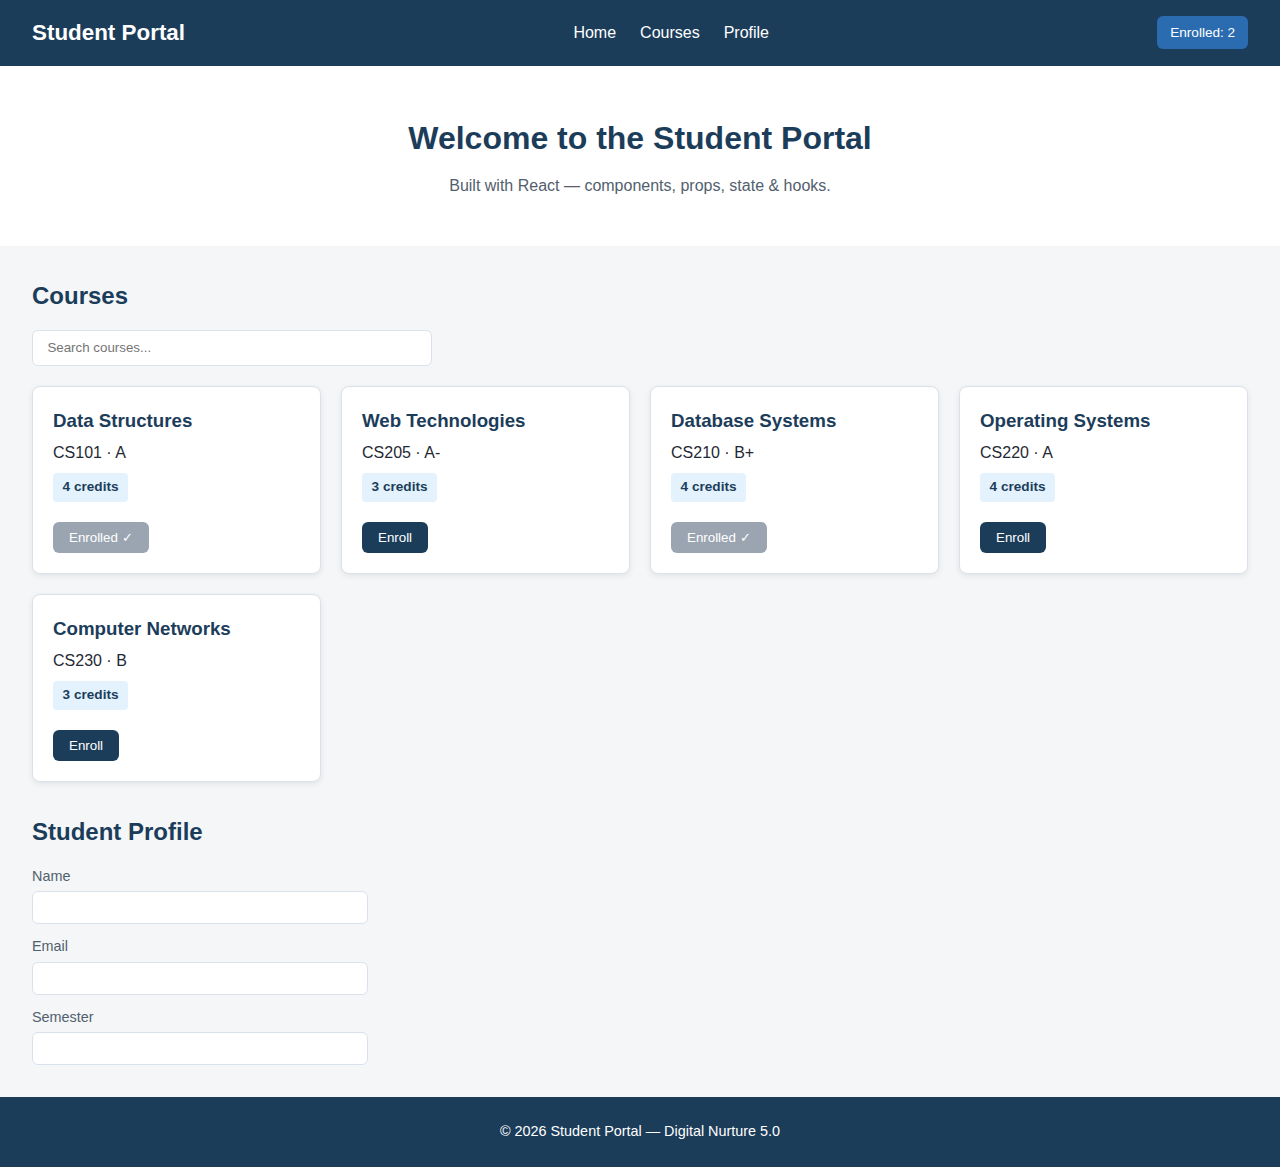 Student Portal
Home Courses Profile
Enrolled: 2
Welcome to the Student Portal
Built with React — components, props, state & hooks.
Courses
Search courses...
Data Structures
CS101 · A
4 credits
Enrolled ✓
Web Technologies
CS205 · A-
3 credits
Enroll
Database Systems
CS210 · B+
4 credits
Enrolled ✓
Operating Systems
CS220 · A
4 credits
Enroll
Computer Networks
CS230 · B
3 credits
Enroll
Student Profile
Name
Email
Semester
© 2026 Student Portal — Digital Nurture 5.0